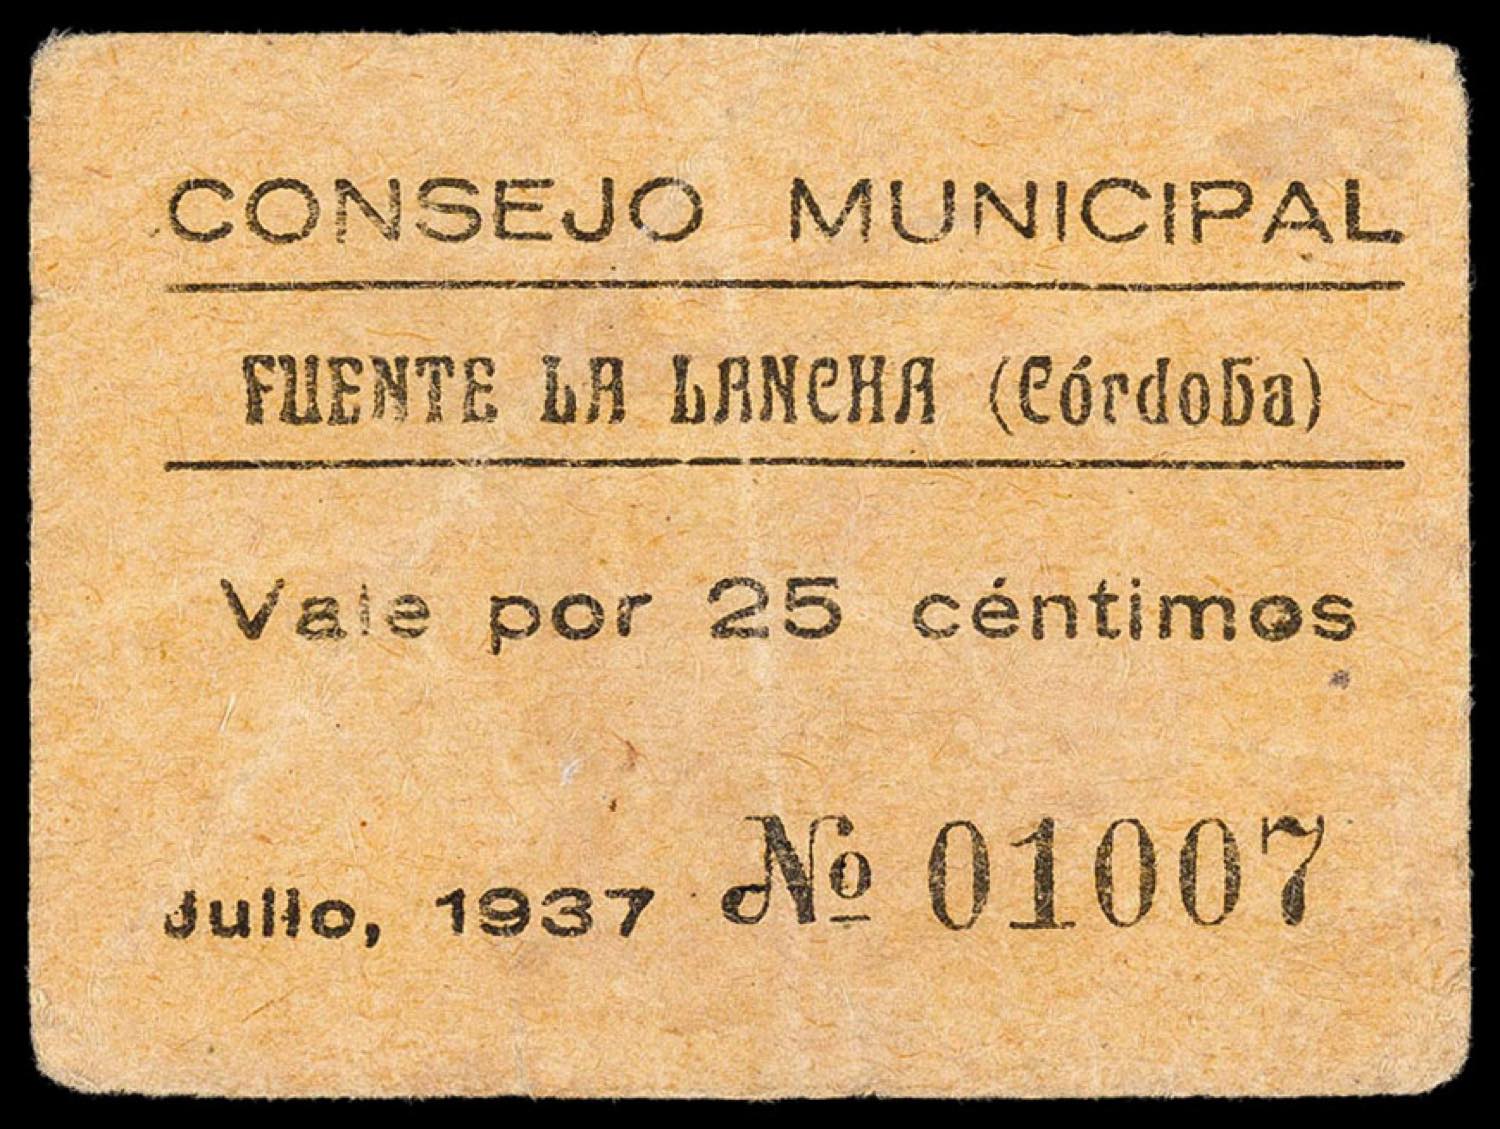 CONSEJO MUNICIPAL
FUENTE LA LANCHA (Córdoba)
Vale por 25 céntimos
Julio, 1937 Nº 01007